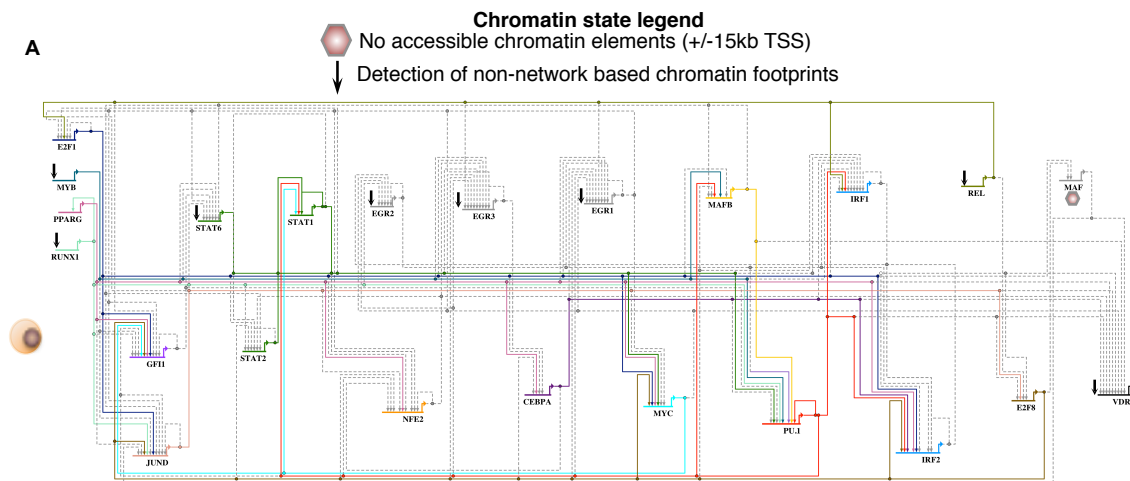 Chromatin state legend
A
No accessible chromatin elements (+/-15kb TSS)
Detection of non-network based chromatin footprints
E2F1
MYB
PPARG
RUNX1
STAT6
STAT1
EGR2
EGR3
EGR1
MAFB
IRF1
REL
MAF
GFI1
STAT2
NFE2
CEBPA
MYC
PU.1
E2F8
VDR
JUND
IRF2